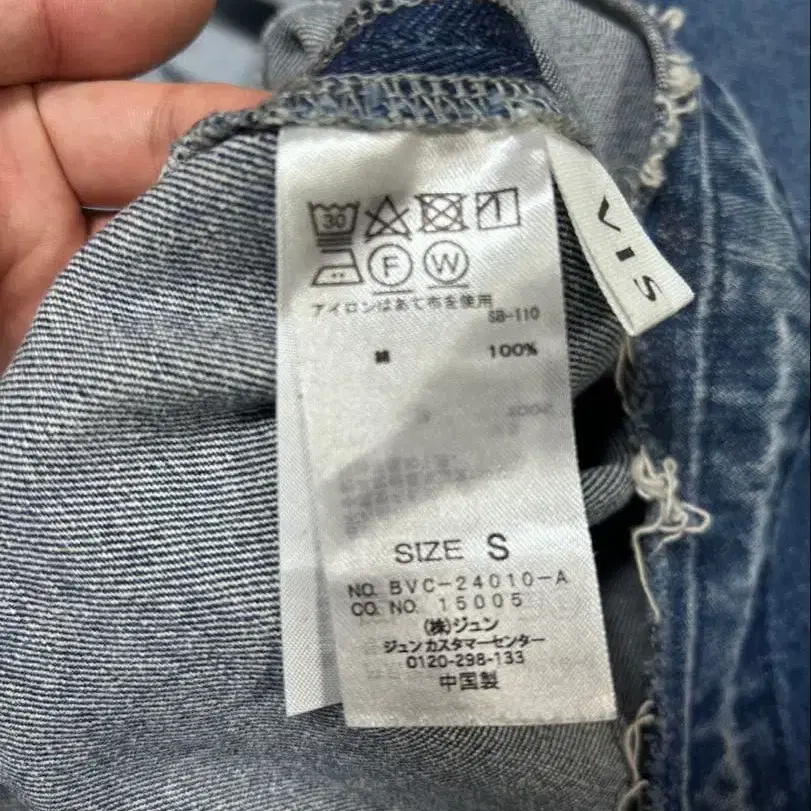 30
F W
アイロンはあて布を使用
SB-110
綿 100%
SIZE S
NO. BVC-24010-A
CO. NO. 15005
(株)ジュン
ジュンカスタマーセンター
0120-298-133
中国製
VIS